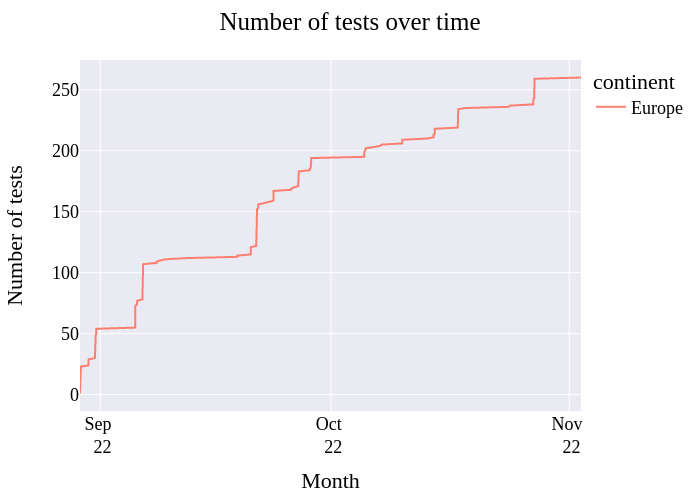 Number of tests over time
250
200
150
100
50
0
Number of tests
Sep
22
Oct
22
Nov
22
Month
continent
Europe